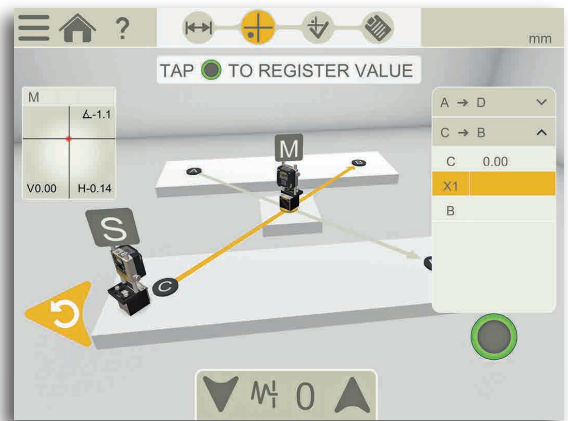 ?
mm
TAP TO REGISTER VALUE
M
∡-1.1
V0.00 H-0.14
A → D
C → B
C 0.00
X1
B
A
M
B
S
C
0